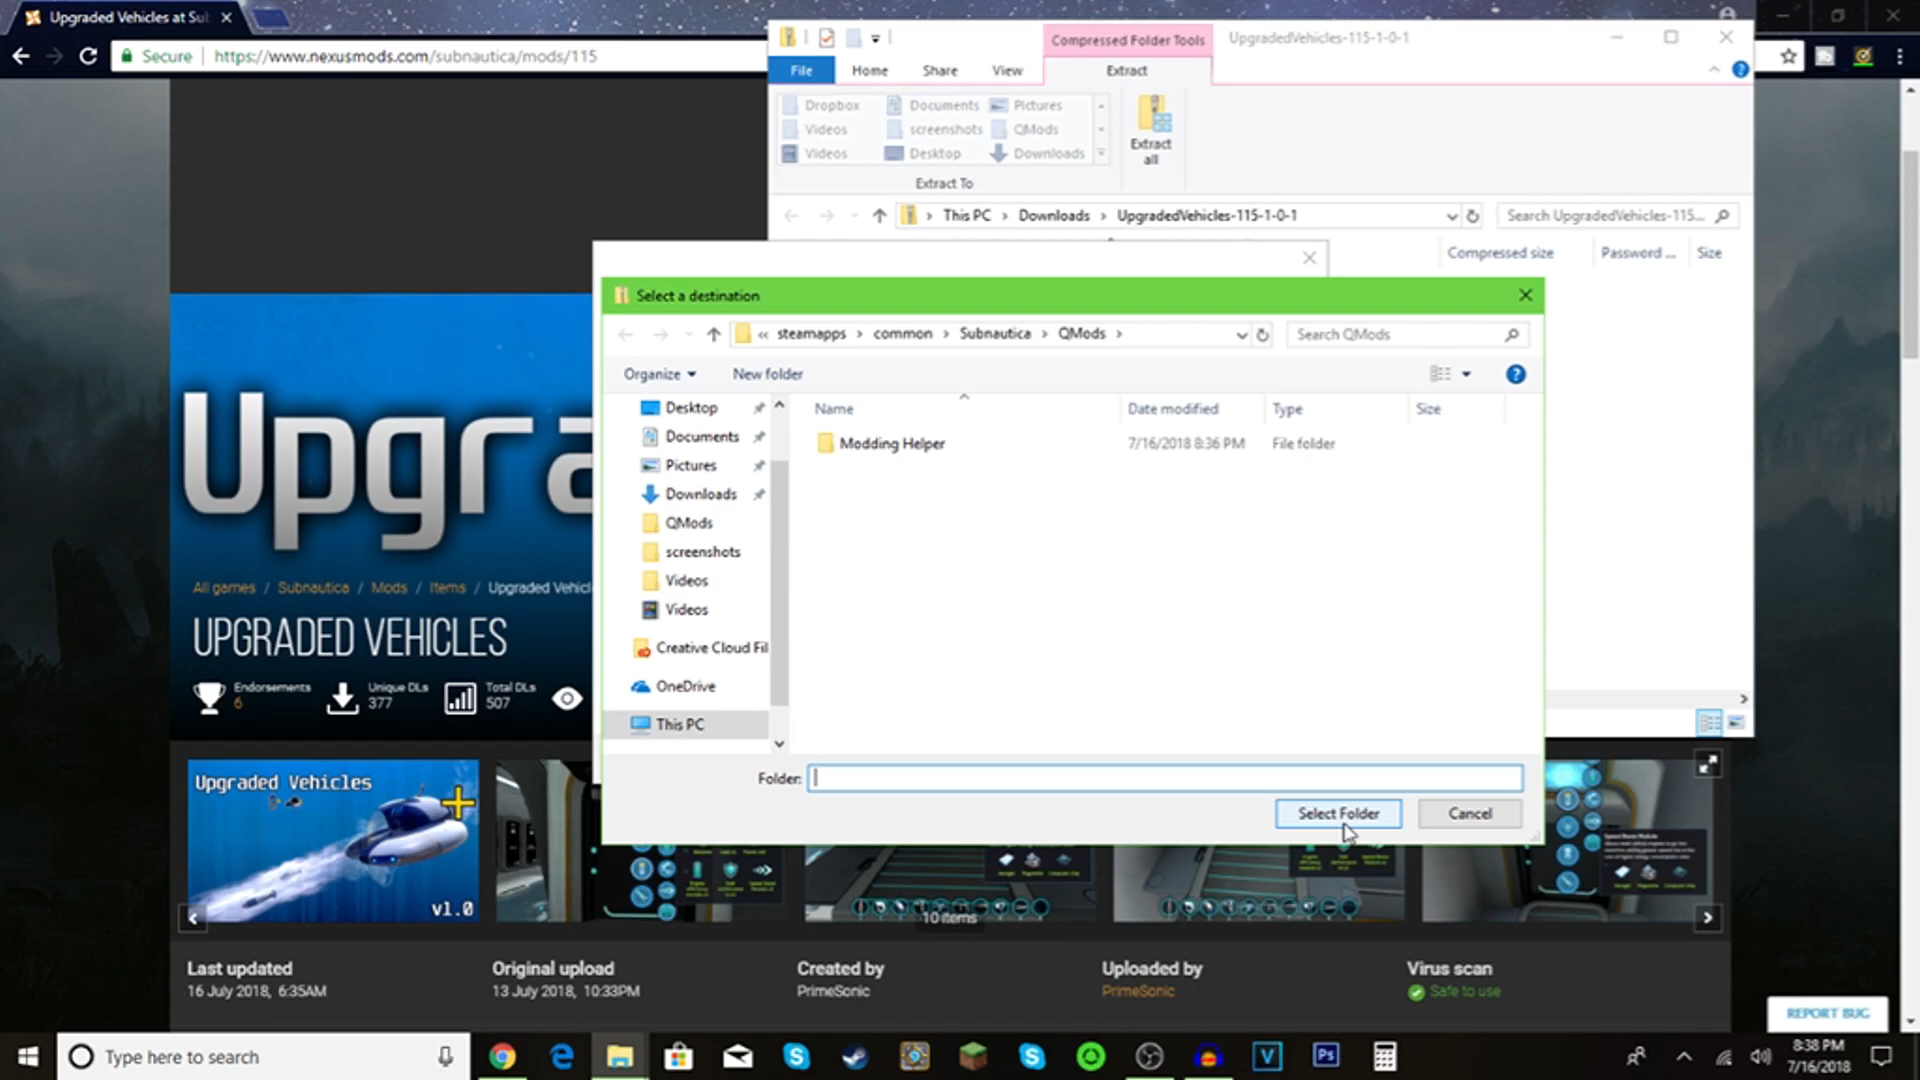 Upgraded Vehicles at Su
Secure
https://www.nexusmods.com/subnautica/mods/115
Compressed Folder Tools
UpgradedVehicles-115-1-0-1
File
Home
Share
View
Extract
Dropbox
Documents
Pictures
Videos
screenshots
QMods
Videos
Desktop
Downloads
Extract To
Extract
all
This PC > Downloads > UpgradedVehicles-115-1-0-1
Search UpgradedVehicles-115...
Compressed size
Password ...
Size
Select a destination
« steamapps > common > Subnautica > QMods >
Search QMods
Organize
New folder
Name
Date modified
Type
Size
Desktop
Documents
Pictures
Downloads
QMods
screenshots
Videos
Videos
Creative Cloud Fil
OneDrive
This PC
Modding Helper
7/16/2018 8:36 PM
File folder
Folder:
Select Folder
Cancel
Upgra
All games / Subnautica / Mods / Items / Upgraded Vehicl
UPGRADED VEHICLES
Endorsements
6
Unique DLs
377
Total DLs
507
Upgraded Vehicles
v1.0
10 items
Last updated
16 July 2018, 6:35AM
Original upload
13 July 2018, 10:33PM
Created by
PrimeSonic
Uploaded by
PrimeSonic
Virus scan
Safe to use
REPORT BUG
Type here to search
8:38 PM
7/16/2018